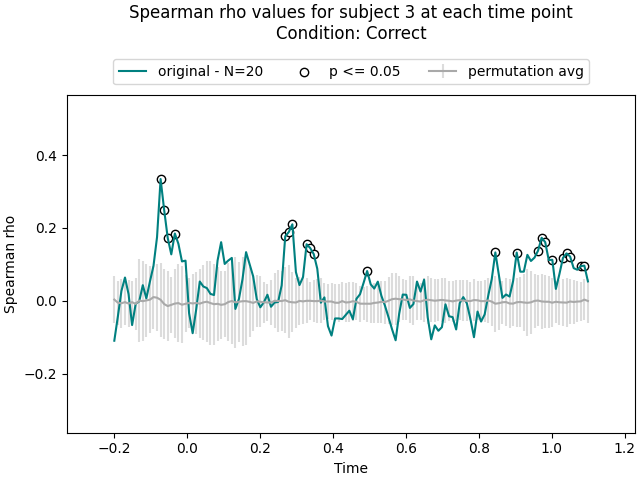 Spearman rho values for subject 3 at each time point
Condition: Correct
original - N=20
p <= 0.05
permutation avg
Spearman rho
0.4
0.2
0.0
−0.2
−0.2
0.0
0.2
0.4
0.6
0.8
1.0
1.2
Time